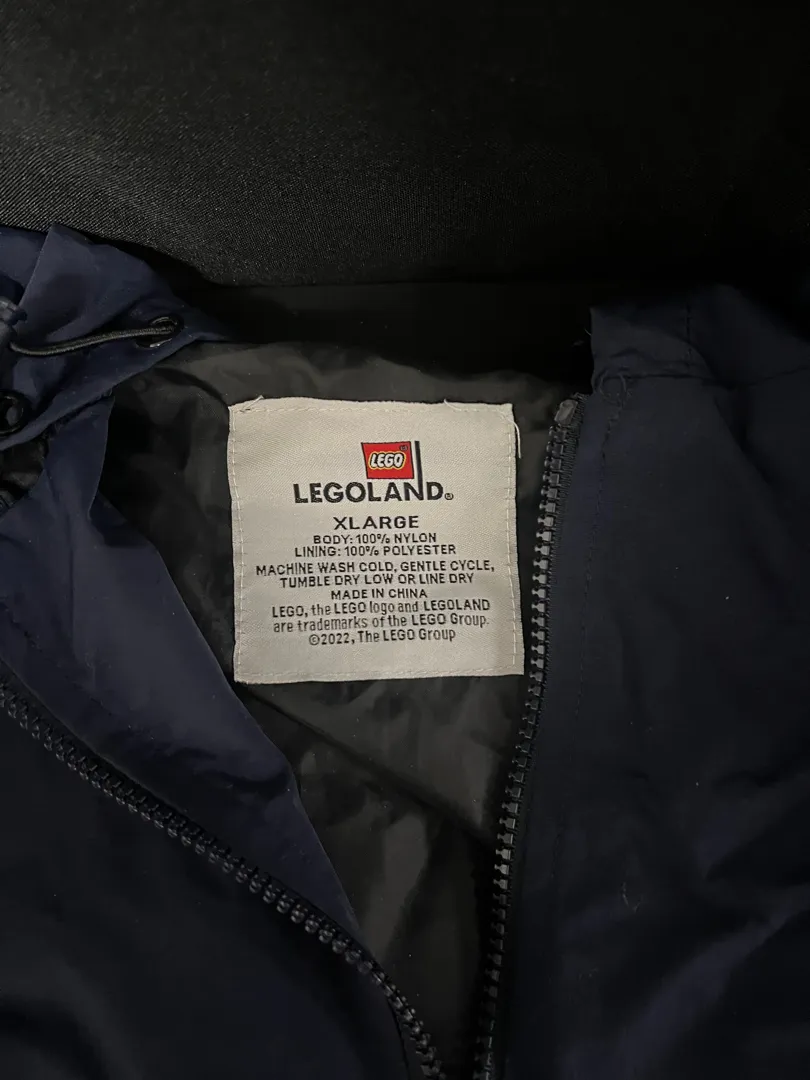 LEGO®
LEGOLAND®
XLARGE
BODY: 100% NYLON
LINING: 100% POLYESTER
MACHINE WASH COLD, GENTLE CYCLE,
TUMBLE DRY LOW OR LINE DRY
MADE IN CHINA
LEGO, the LEGO logo and LEGOLAND
are trademarks of the LEGO Group.
©2022, The LEGO Group